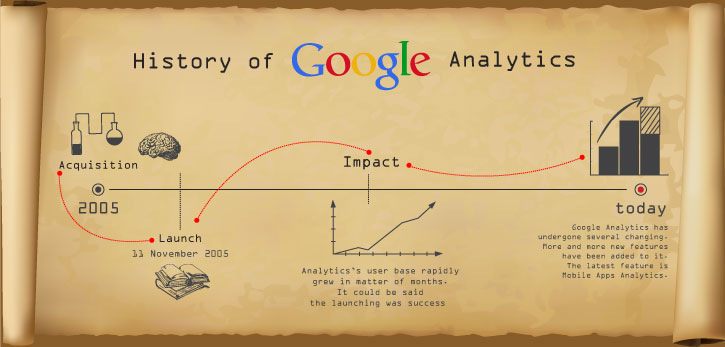 History of Google Analytics
Acquisition
2005
Launch
11 November 2005
Impact
Analytics's user base rapidly
grew in matter of months.
It could be said
the launching was success
today
Google Analytics has
undergone several changing.
More and more new features
have been added to it.
The latest feature is
Mobile Apps Analytics.